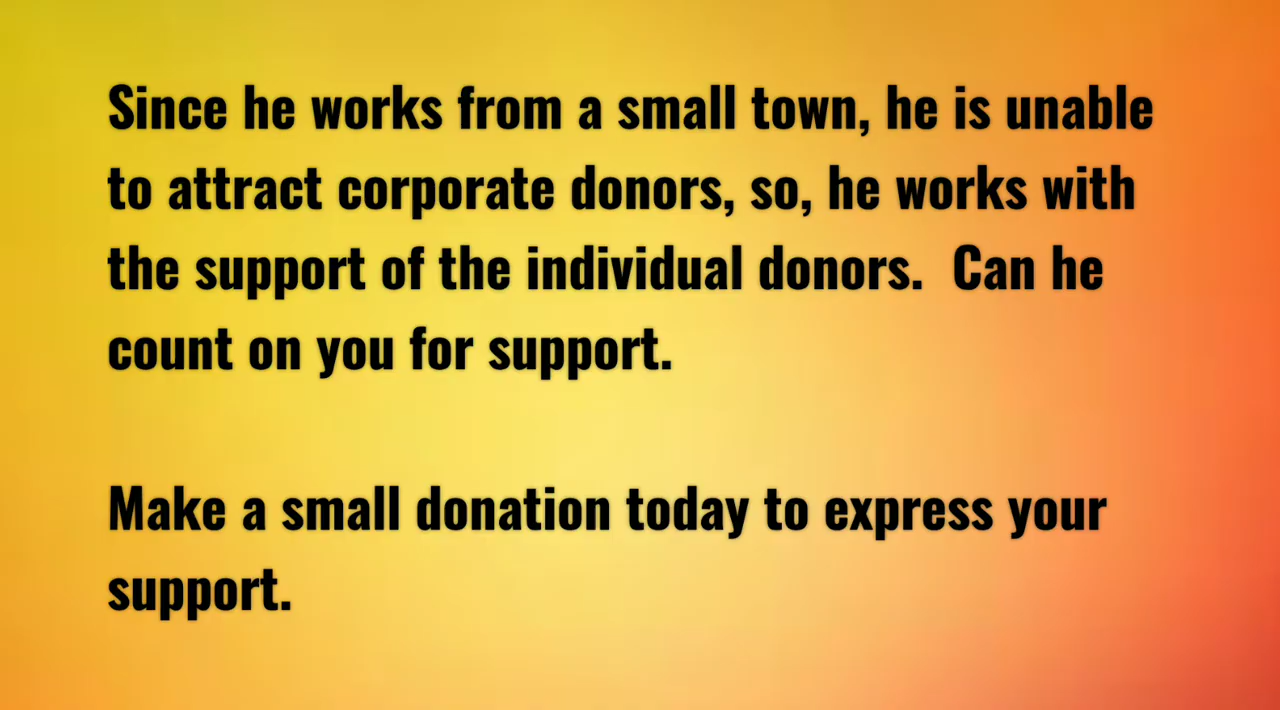 Since he works from a small town, he is unable
to attract corporate donors, so, he works with
the support of the individual donors.  Can he
count on you for support.
Make a small donation today to express your
support.